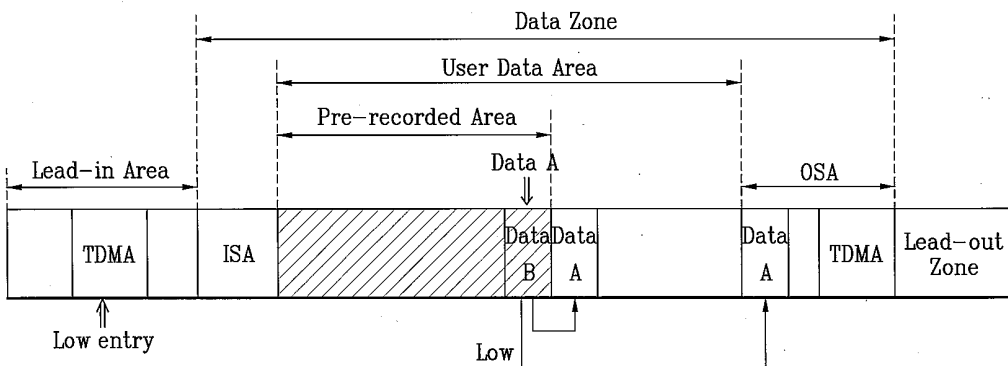 Data Zone
User Data Area
Pre-recorded Area
Lead-in Area
Data A
OSA
TDMA
ISA
Data
B
Data
A
Data
A
TDMA
Lead-out
Zone
Low entry
Low